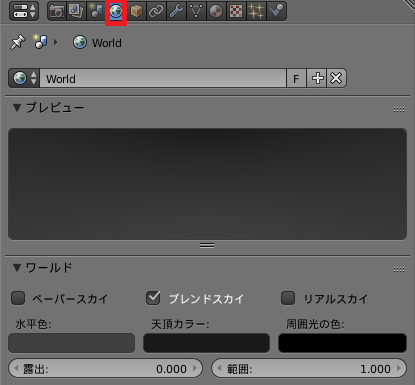 World
World F
プレビュー
ワールド
ペーパースカイ ブレンドスカイ リアルスカイ
水平色: 天頂カラー: 周囲光の色:
露出: 0.000 範囲: 1.000